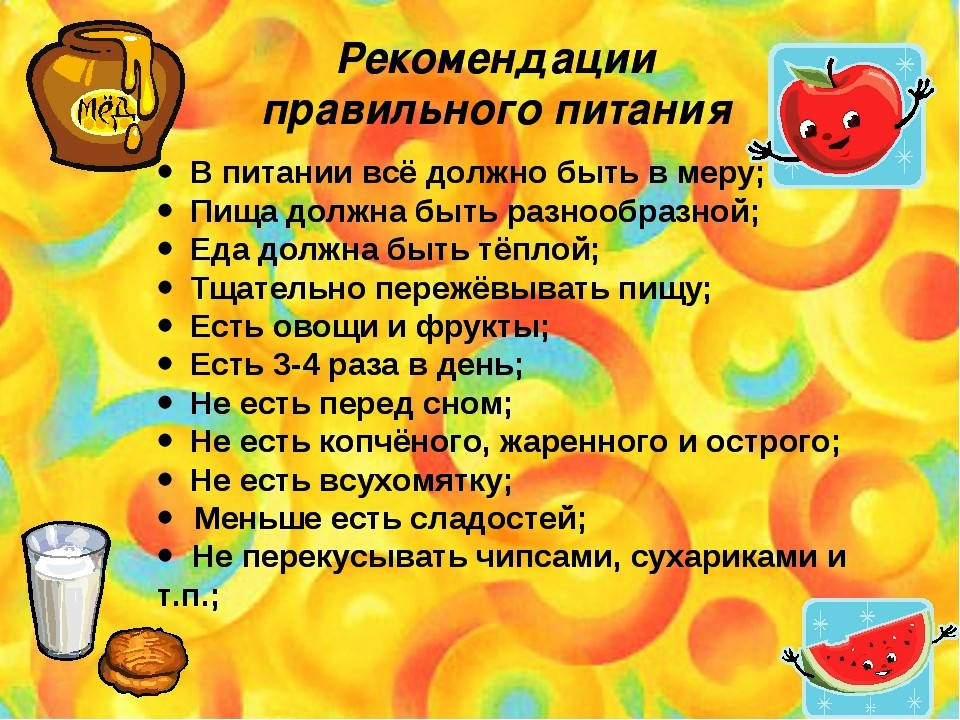 Рекомендации
правильного питания
мёд
• В питании всё должно быть в меру;
• Пища должна быть разнообразной;
• Еда должна быть тёплой;
• Тщательно пережёвывать пищу;
• Есть овощи и фрукты;
• Есть 3-4 раза в день;
• Не есть перед сном;
• Не есть копчёного, жаренного и острого;
• Не есть всухомятку;
• Меньше есть сладостей;
• Не перекусывать чипсами, сухариками и
т.п.;